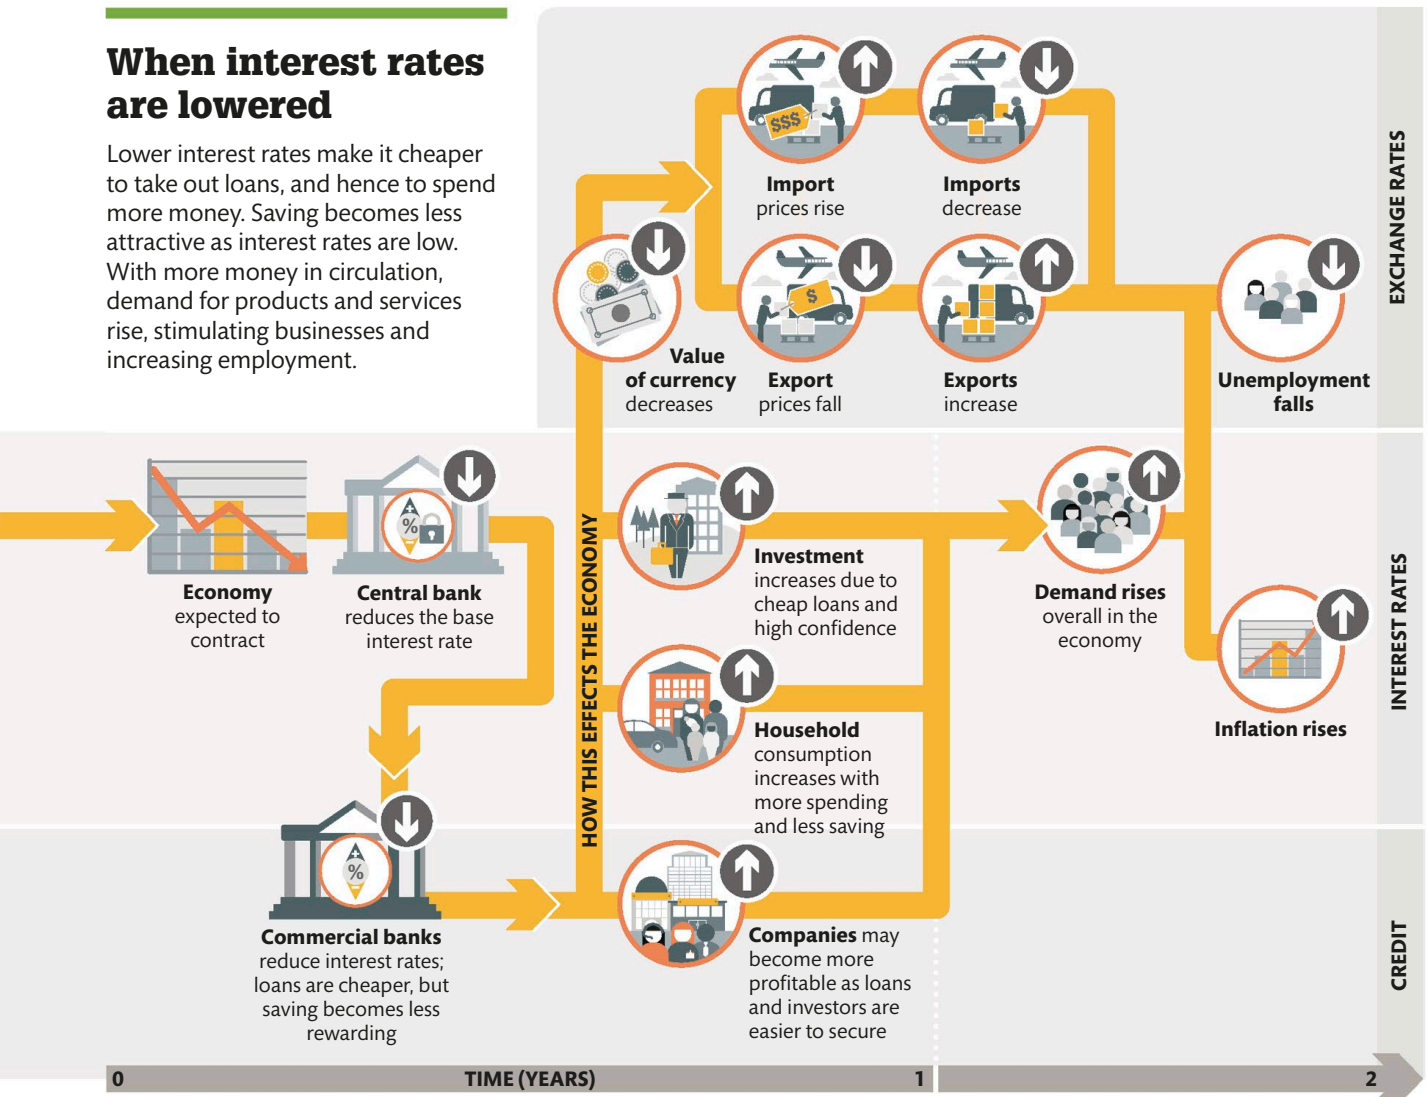 When interest rates
are lowered
Lower interest rates make it cheaper
to take out loans, and hence to spend
more money. Saving becomes less
attractive as interest rates are low.
With more money in circulation,
demand for products and services
rise, stimulating businesses and
increasing employment.
$$$
Import
prices rise
Imports
decrease
$
Value
of currency
decreases
Export
prices fall
Exports
increase
Unemployment
falls
EXCHANGE RATES
%
Economy
expected to
contract
Central bank
reduces the base
interest rate
HOW THIS EFFECTS THE ECONOMY
Investment
increases due to
cheap loans and
high confidence
Household
consumption
increases with
more spending
and less saving
Demand rises
overall in the
economy
Inflation rises
INTEREST RATES
%
Commercial banks
reduce interest rates;
loans are cheaper, but
saving becomes less
rewarding
Companies may
become more
profitable as loans
and investors are
easier to secure
CREDIT
0
TIME (YEARS)
1
2